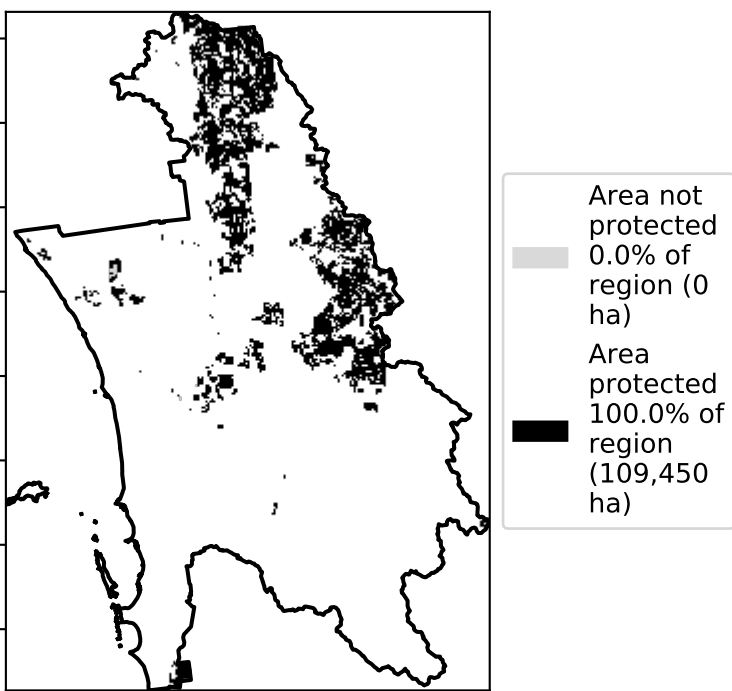 Area not
protected
0.0% of
region (0
ha)
Area
protected
100.0% of
region
(109,450
ha)